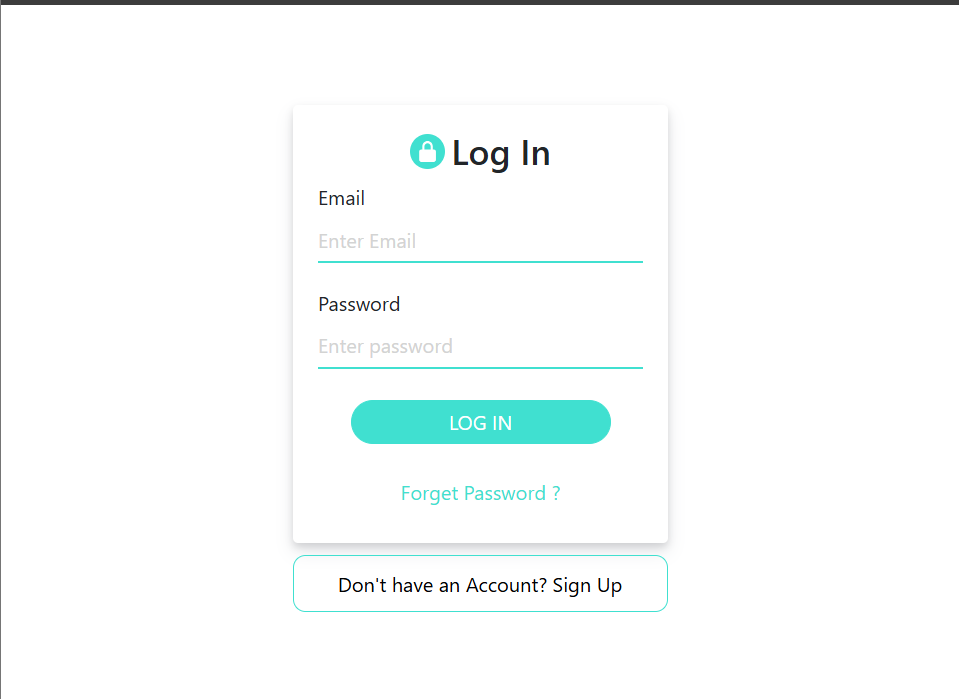 Log In
Email
Enter Email
Password
Enter password
LOG IN
Forget Password ?
Don't have an Account? Sign Up